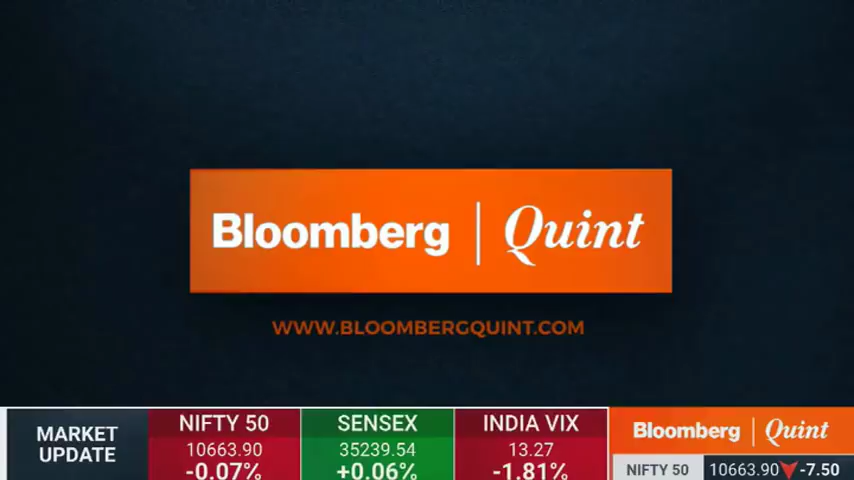 Bloomberg | Quint
WWW.BLOOMBERGQUINT.COM
MARKET
UPDATE
NIFTY 50
10663.90
-0.07%
SENSEX
35239.54
+0.06%
INDIA VIX
13.27
-1.81%
Bloomberg | Quint
NIFTY 50 10663.90 -7.50